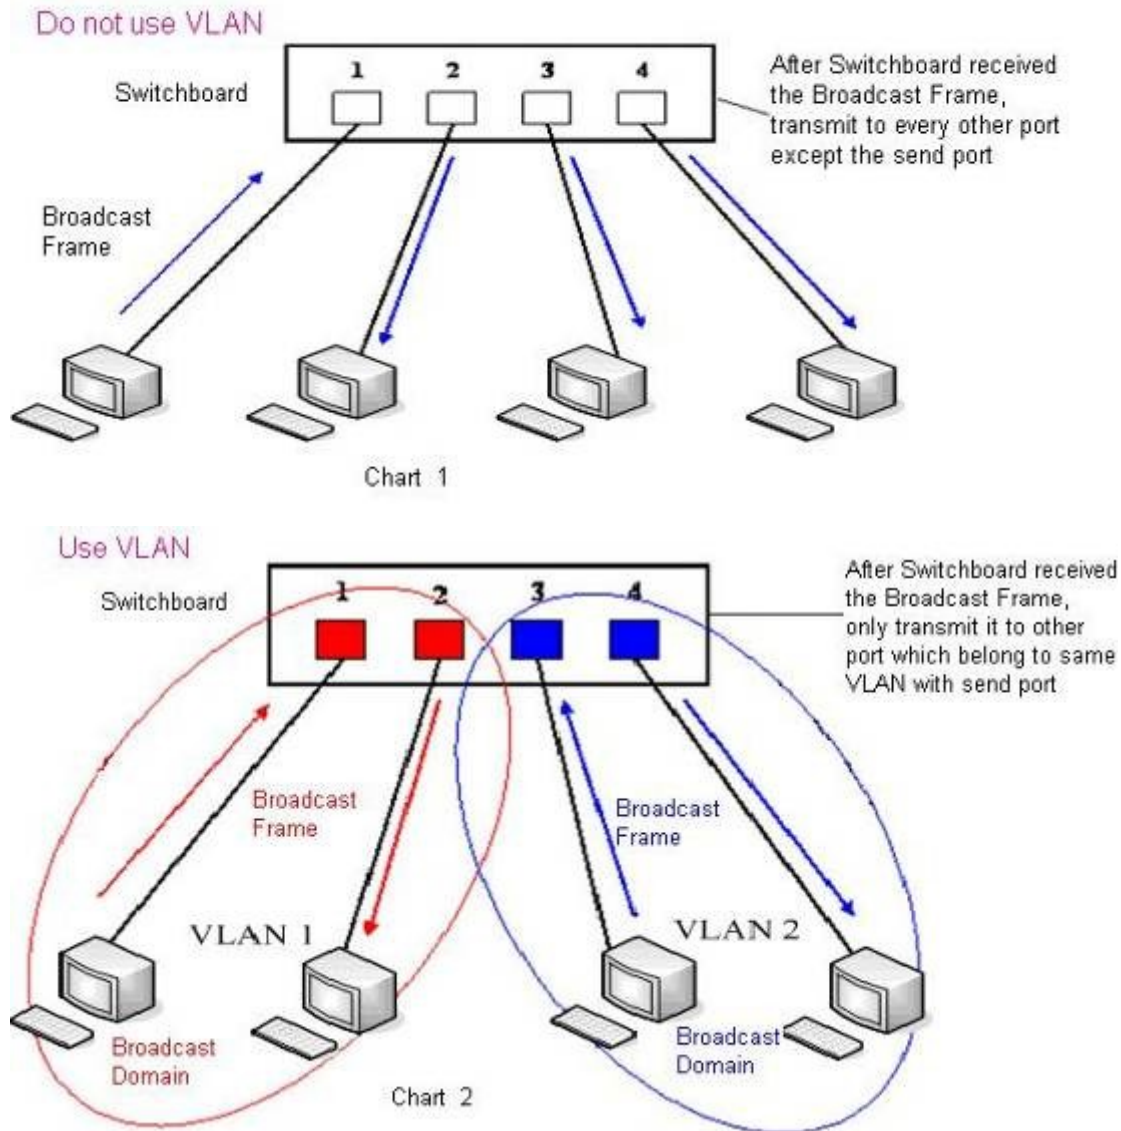 Do not use VLAN
Switchboard
1 2 3 4
After Switchboard received
the Broadcast Frame,
transmit to every other port
except the send port
Broadcast
Frame
Chart 1
Use VLAN
Switchboard
1 2 3 4
After Switchboard received
the Broadcast Frame,
only transmit it to other
port which belong to same
VLAN with send port
Broadcast
Frame
Broadcast
Frame
VLAN 1
VLAN 2
Broadcast
Domain
Broadcast
Domain
Chart 2